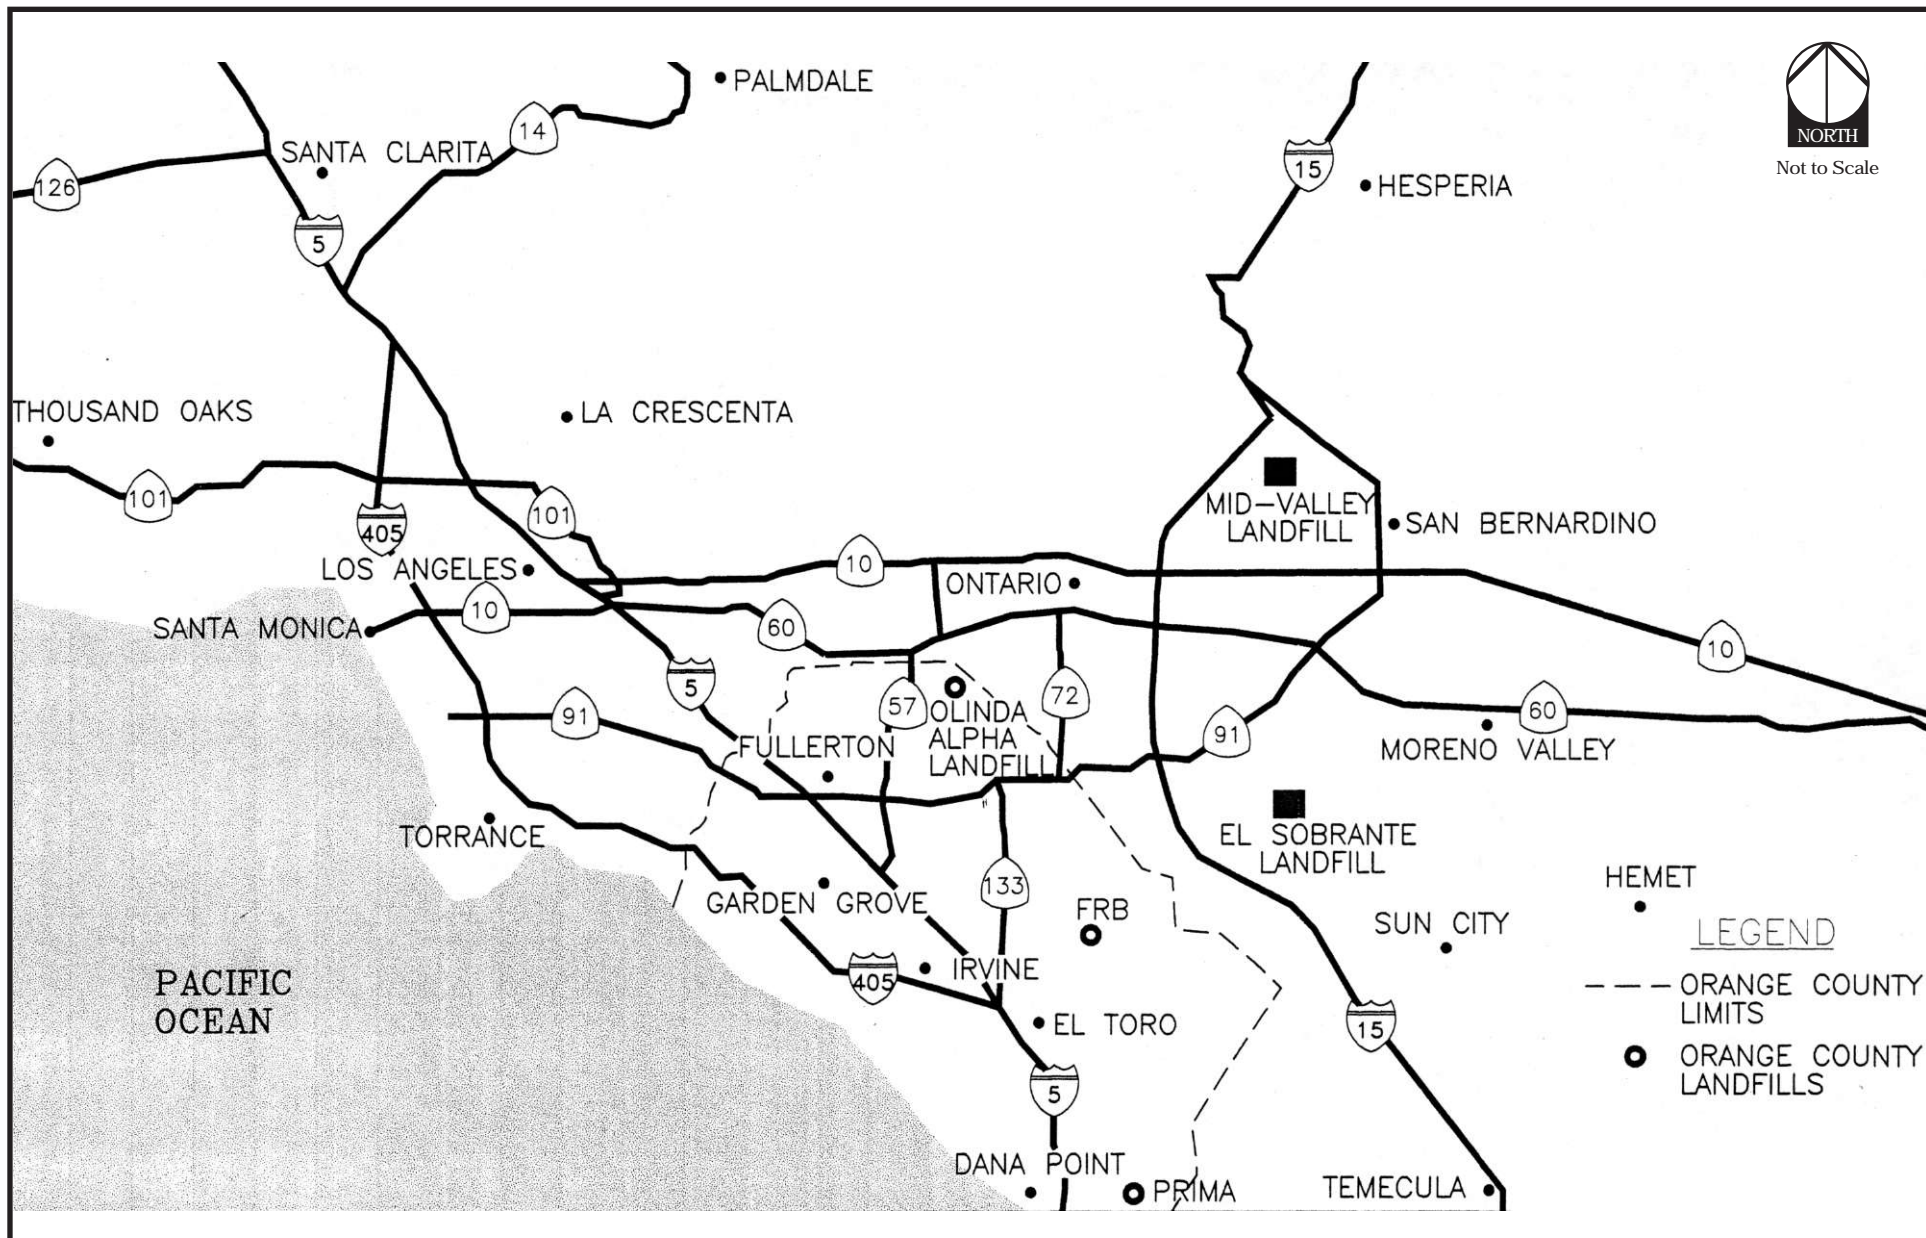 PALMDALE
14
NORTH
Not to Scale
SANTA CLARITA
15
HESPERIA
126
5
THOUSAND OAKS
LA CRESCENTA
101
101
405
MID-VALLEY
LANDFILL
SAN BERNARDINO
LOS ANGELES
10
ONTARIO
10
SANTA MONICA
60
10
5
91
57
OLINDA
ALPHA
LANDFILL
72
91
60
MORENO VALLEY
FULLERTON
TORRANCE
EL SOBRANTE
LANDFILL
GARDEN GROVE
133
FRB
HEMET
SUN CITY
LEGEND
ORANGE COUNTY
LIMITS
ORANGE COUNTY
LANDFILLS
PACIFIC
OCEAN
405
IRVINE
EL TORO
15
5
DANA POINT
PRIMA
TEMECULA